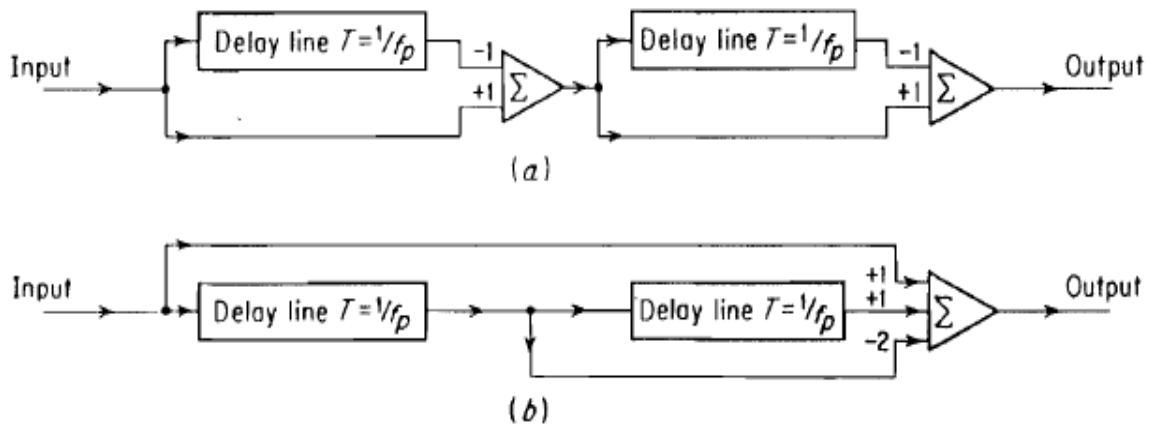 Delay line T=1/fp
Delay line T=1/fp
-1
-1
Input
Output
Σ
Σ
+1
+1
(a)
Input
Output
+1
Delay line T=1/fp
Delay line T=1/fp
+1
Σ
-2
(b)